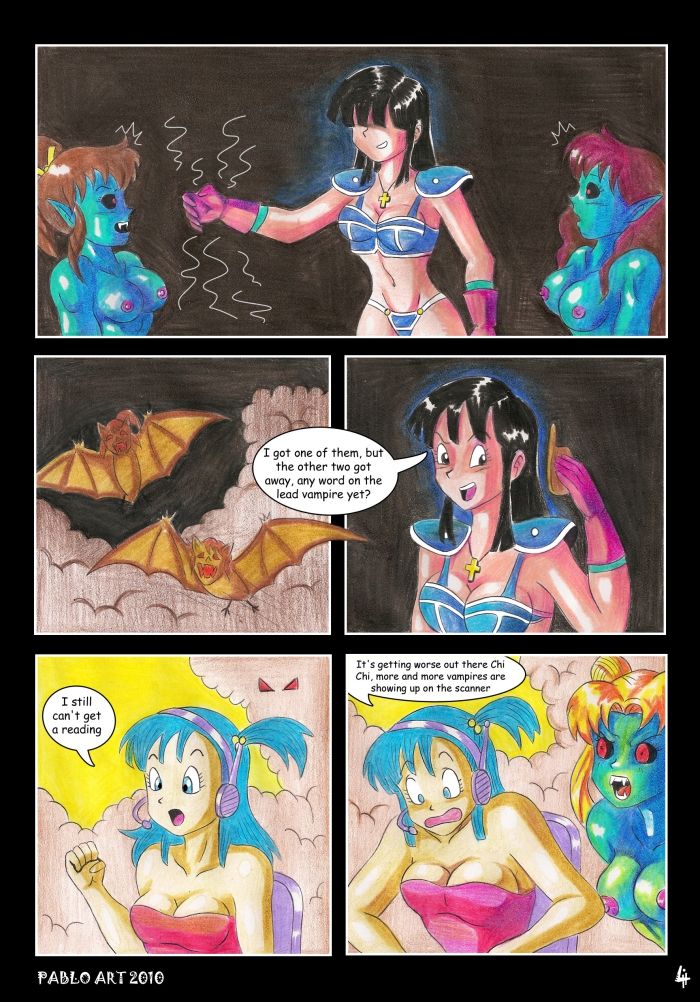 I got one of them, but
the other two got
away, any word on the
lead vampire yet?
I still
can't get
a reading
It's getting worse out there Chi
Chi, more and more vampires are
showing up on the scanner
PABLO ART 2010
4